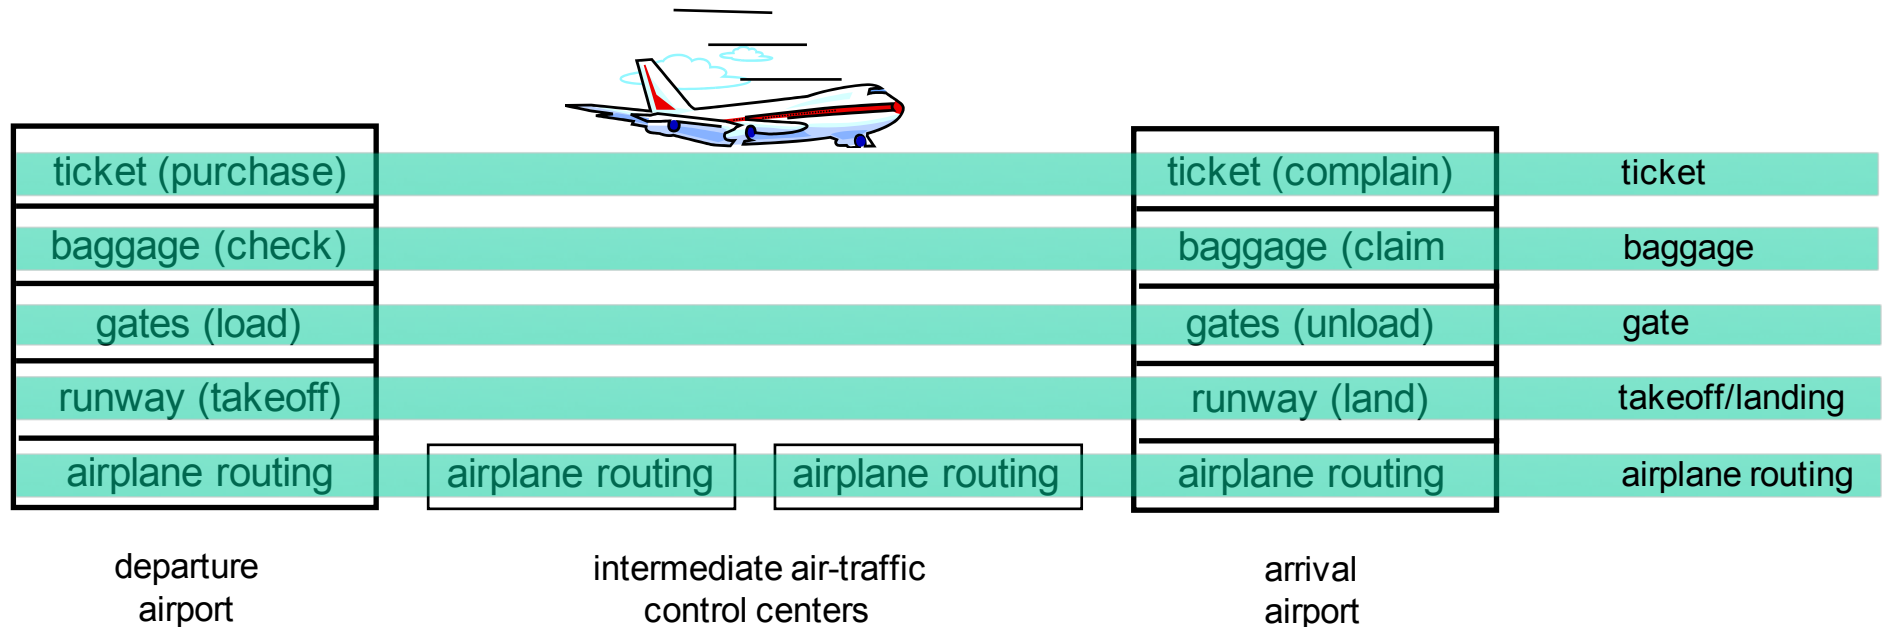 ticket (purchase) ticket (complain) ticket
baggage (check) baggage (claim baggage
gates (load) gates (unload) gate
runway (takeoff) runway (land) takeoff/landing
airplane routing airplane routing airplane routing airplane routing airplane routing
departure
airport
intermediate air-traffic
control centers
arrival
airport